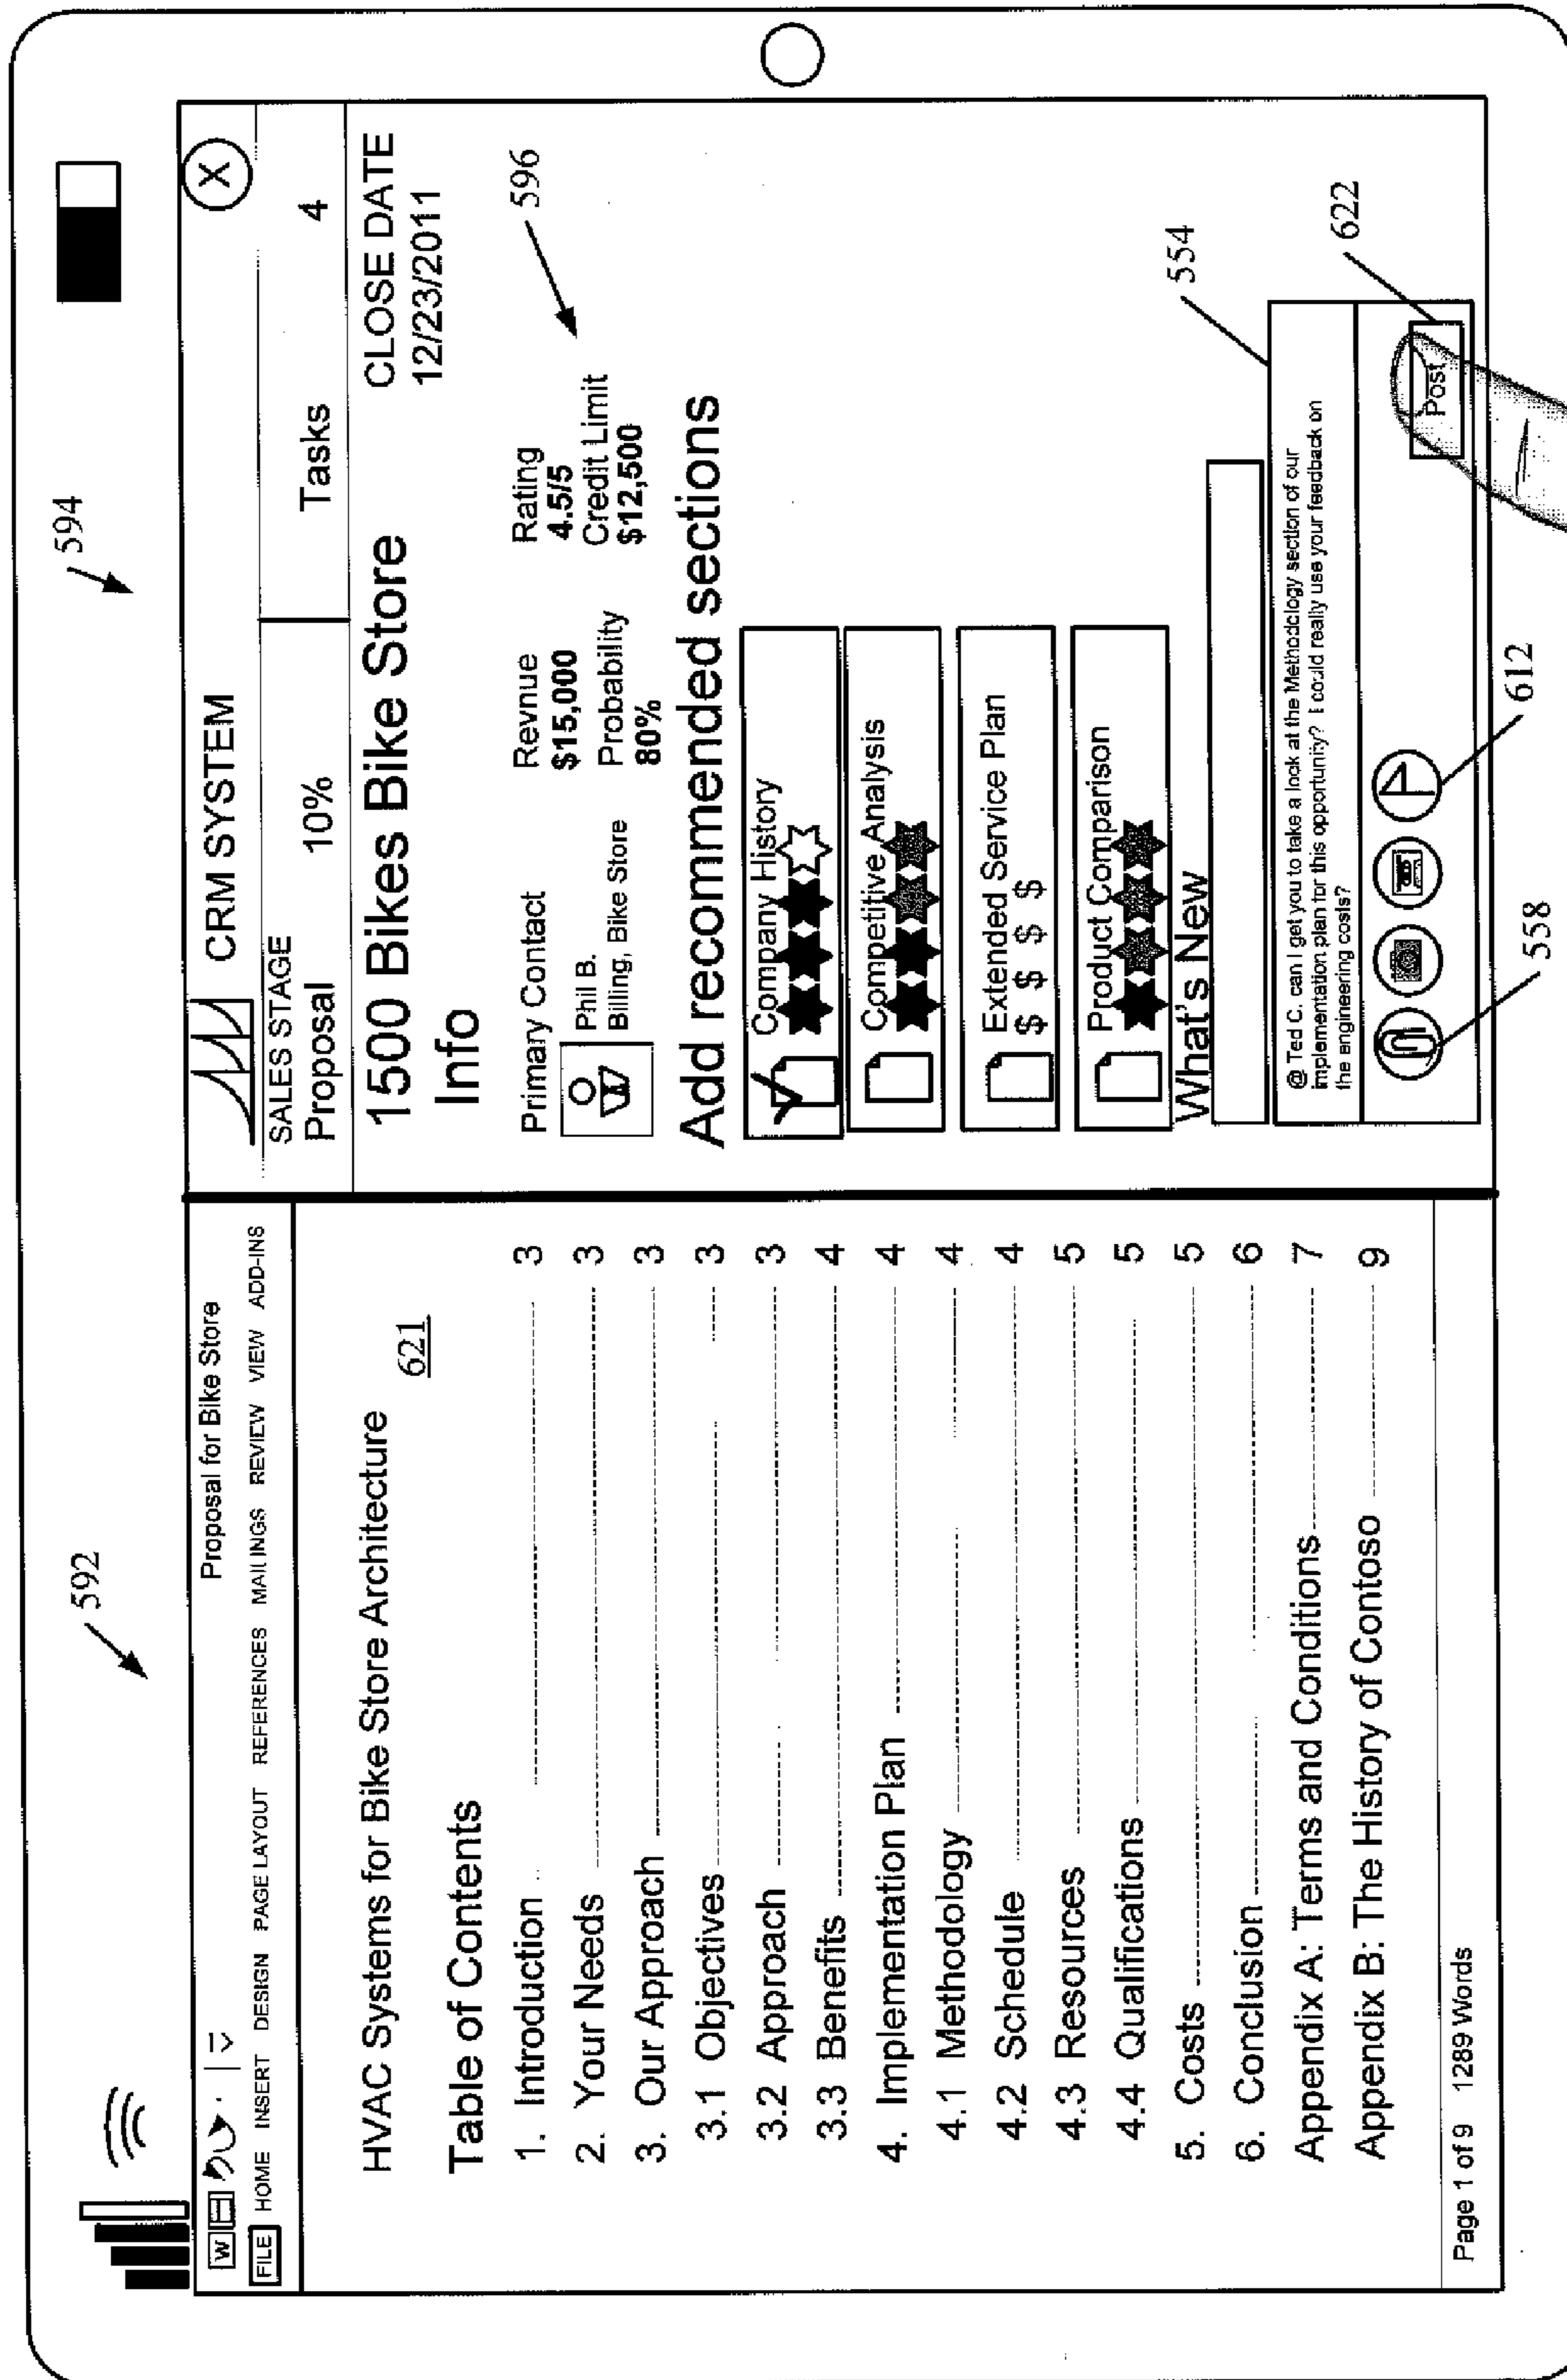 592
594
W
Proposal for Bike Store
FILE HOME INSERT DESIGN PAGE LAYOUT REFERENCES MAILINGS REVIEW VIEW ADD-INS
HVAC Systems for Bike Store Architecture
621
Table of Contents
1. Introduction 3
2. Your Needs 3
3. Our Approach 3
3.1 Objectives 3
3.2 Approach 3
3.3 Benefits 4
4. Implementation Plan 4
4.1 Methodology 4
4.2 Schedule 4
4.3 Resources 5
4.4 Qualifications 5
5. Costs 5
6. Conclusion 6
Appendix A: Terms and Conditions 7
Appendix B: The History of Contoso 9
Page 1 of 9 1289 Words
CRM SYSTEM
X
SALES STAGE
Proposal 10%
Tasks 4
1500 Bikes Bike Store
CLOSE DATE
12/23/2011
Info
596
Primary Contact
Phil B.
Billing, Bike Store
Revnue
$15,000
Probability
80%
Rating
4.5/5
Credit Limit
$12,500
Add recommended sections
Company History
Competitive Analysis
Extended Service Plan
$ $ $ $
Product Comparison
What's New
554
@ Ted C. can I get you to take a look at the Methodology section of our
implementation plan for this opportunity? I could really use your feedback on
the engineering costs?
Post
622
558
612